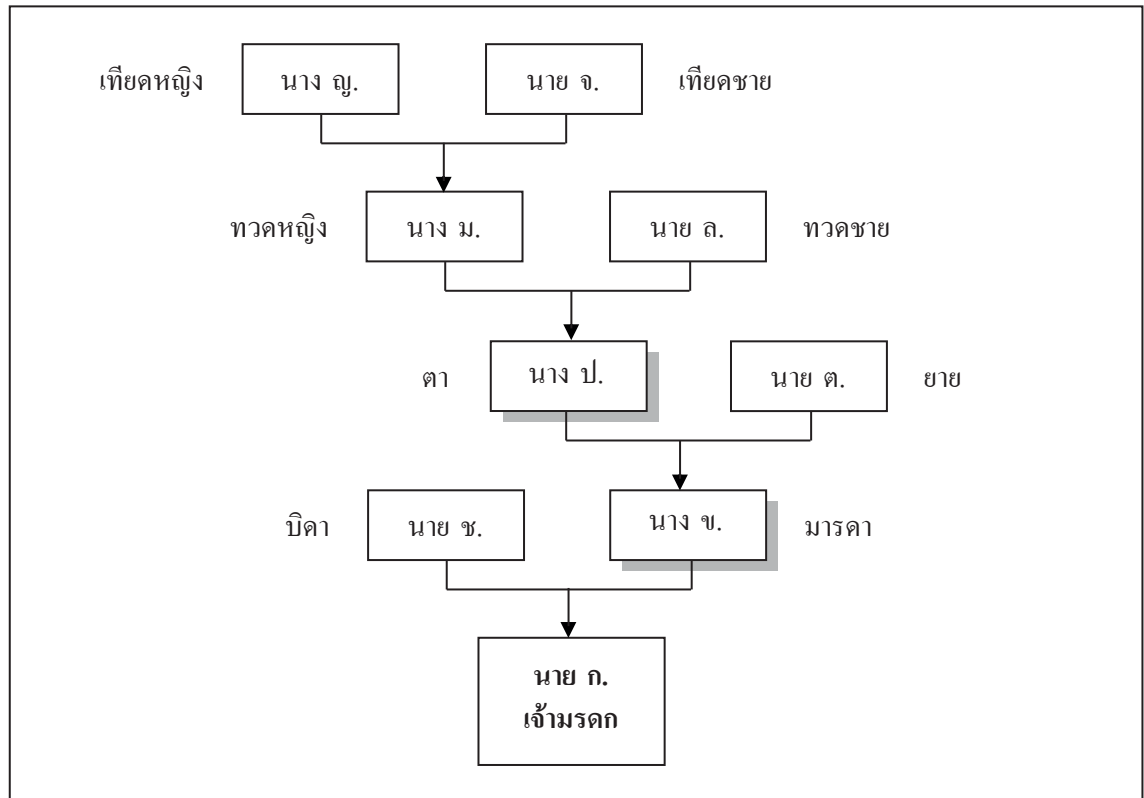 เทียดหญิง นาง ญ. นาย จ. เทียดชาย
ทวดหญิง นาง ม. นาย ล. ทวดชาย
ตา นาง ป. นาย ต. ยาย
บิดา นาย ช. นาง ข. มารดา
นาย ก.
เจ้ามรดก